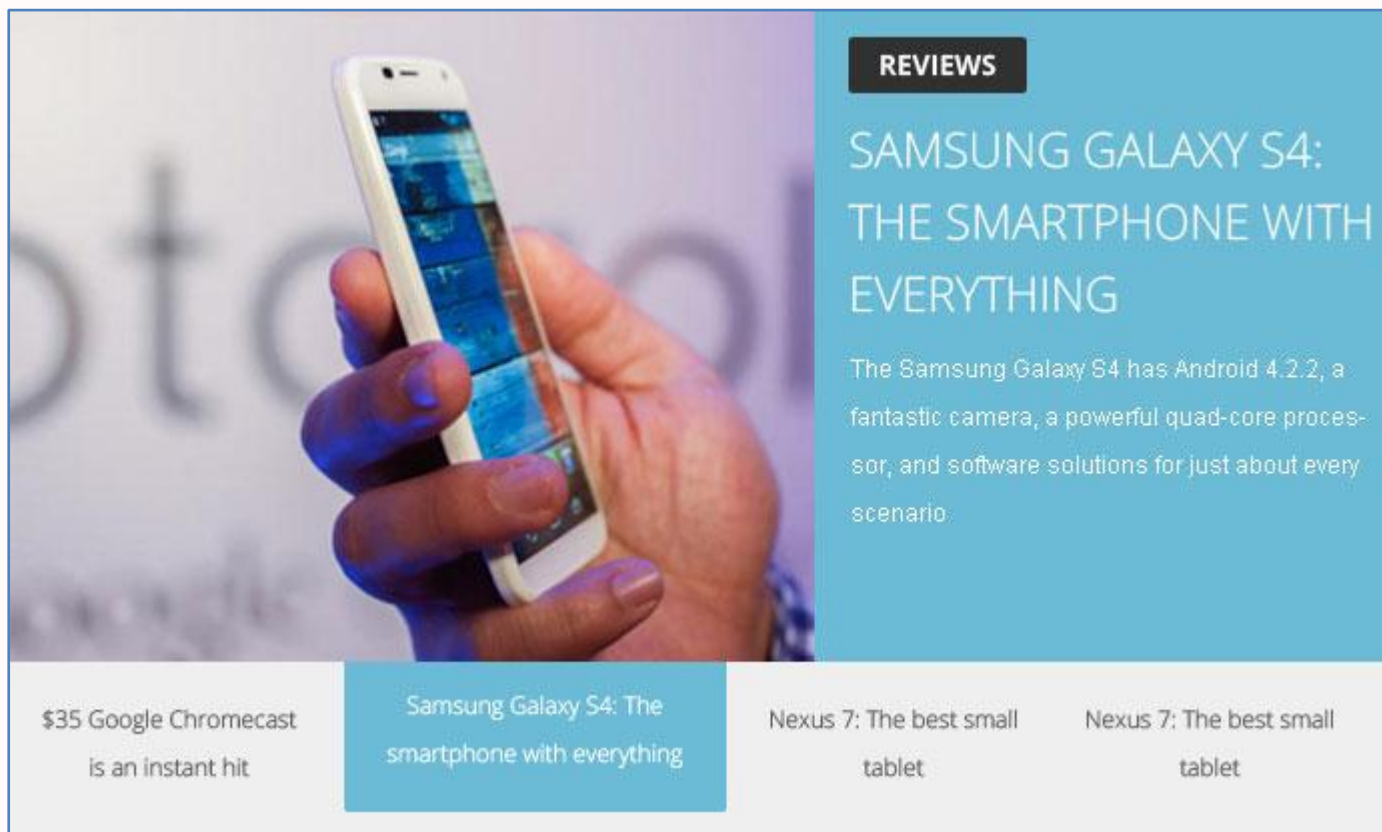 REVIEWS
SAMSUNG GALAXY S4:
THE SMARTPHONE WITH
EVERYTHING
The Samsung Galaxy S4 has Android 4.2.2, a
fantastic camera, a powerful quad-core proces-
sor, and software solutions for just about every
scenario
$35 Google Chromecast
is an instant hit
Samsung Galaxy S4: The
smartphone with everything
Nexus 7: The best small
tablet
Nexus 7: The best small
tablet